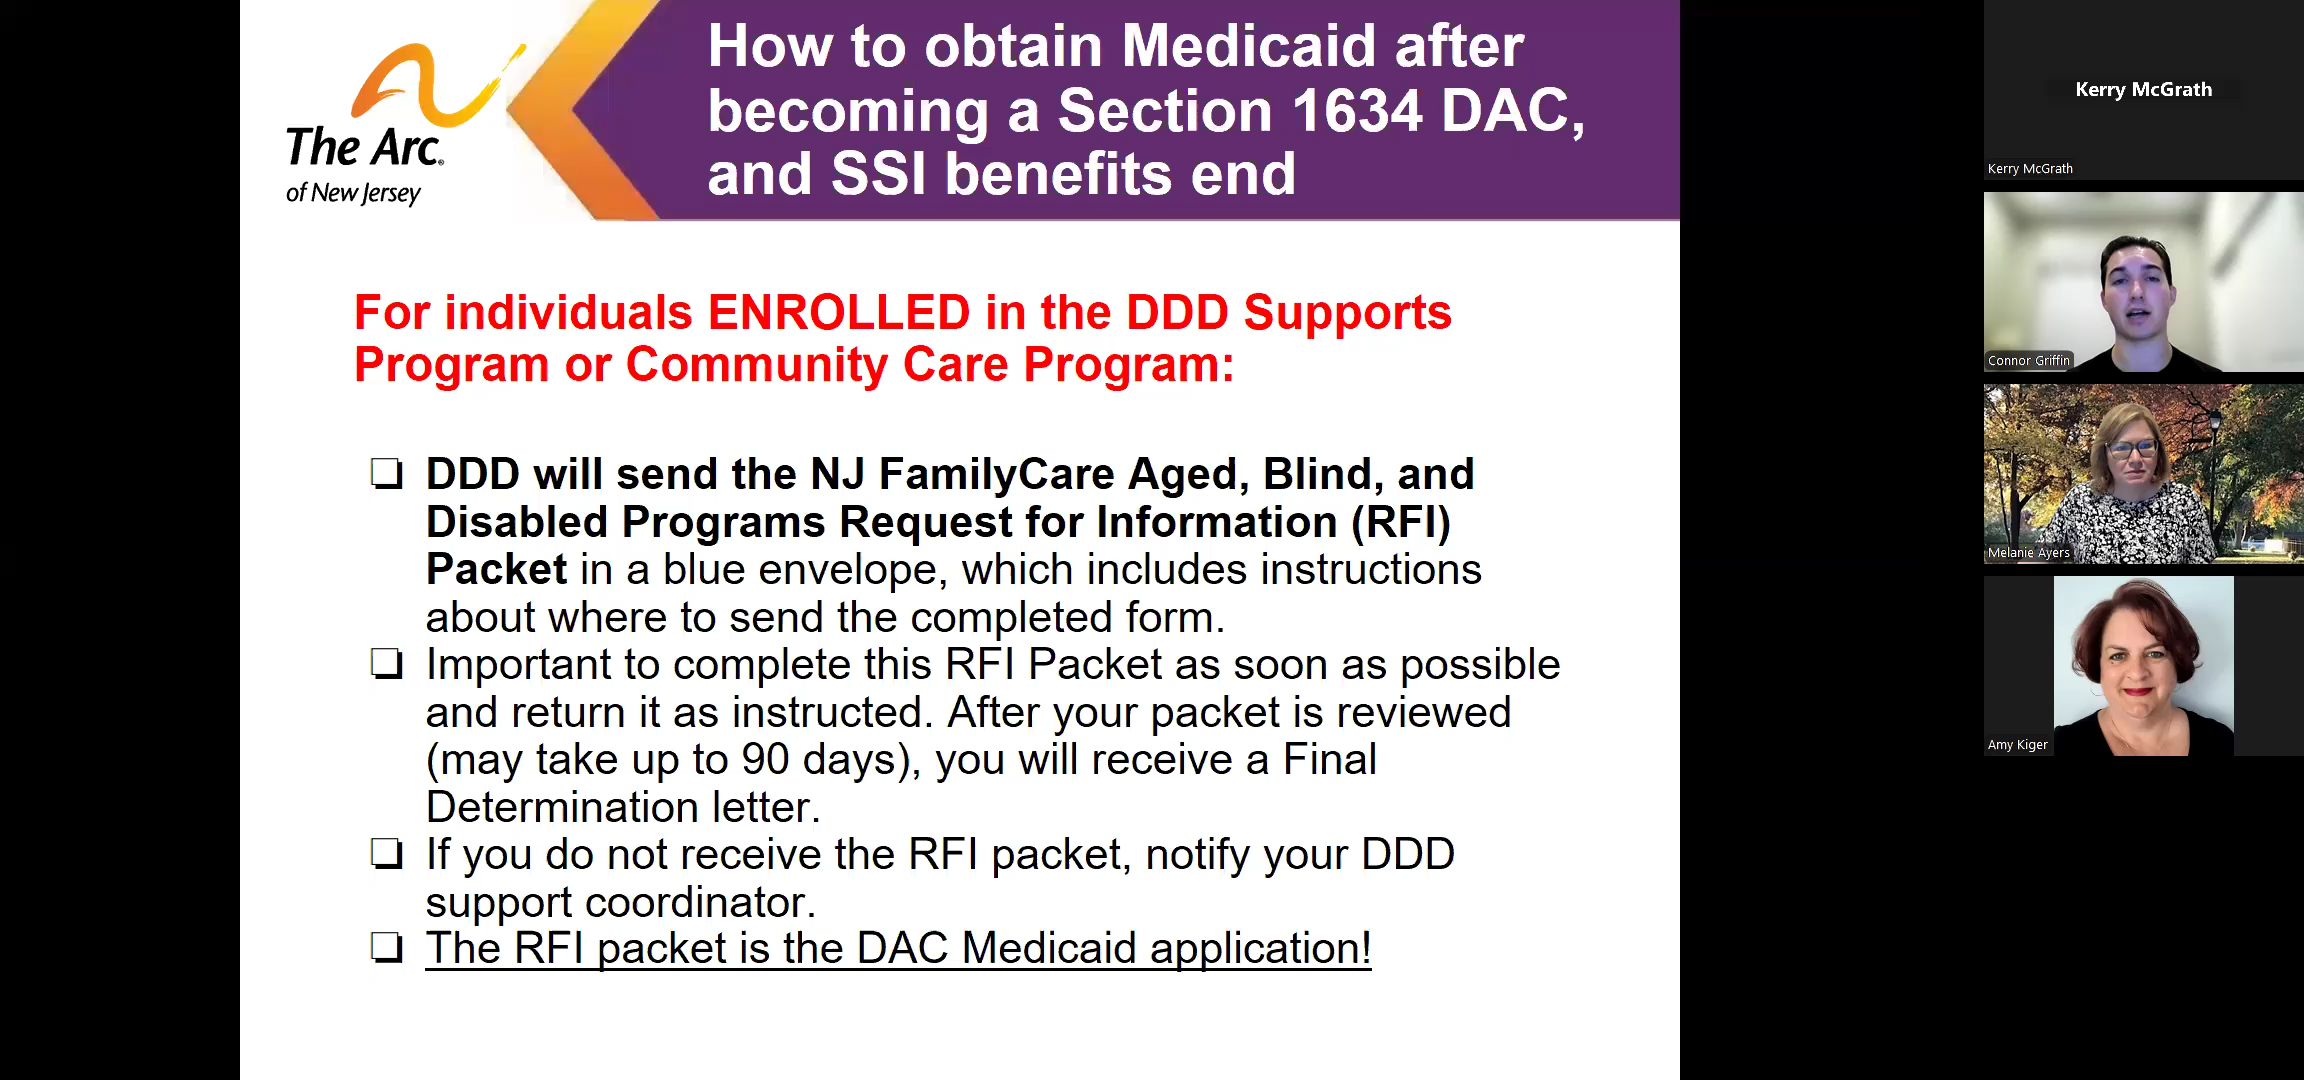 The Arc®
of New Jersey
How to obtain Medicaid after
becoming a Section 1634 DAC,
and SSI benefits end
For individuals ENROLLED in the DDD Supports
Program or Community Care Program:
❏ DDD will send the NJ FamilyCare Aged, Blind, and
Disabled Programs Request for Information (RFI)
Packet in a blue envelope, which includes instructions
about where to send the completed form.
❏ Important to complete this RFI Packet as soon as possible
and return it as instructed. After your packet is reviewed
(may take up to 90 days), you will receive a Final
Determination letter.
❏ If you do not receive the RFI packet, notify your DDD
support coordinator.
❏ The RFI packet is the DAC Medicaid application!
Kerry McGrath
Kerry McGrath
Connor Griffin
Melanie Ayers
Amy Kiger